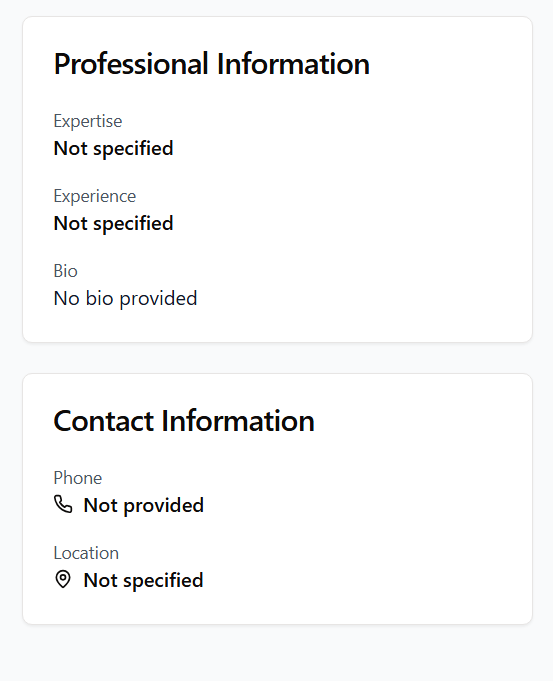 Professional Information
Expertise
Not specified
Experience
Not specified
Bio
No bio provided
Contact Information
Phone
Not provided
Location
Not specified